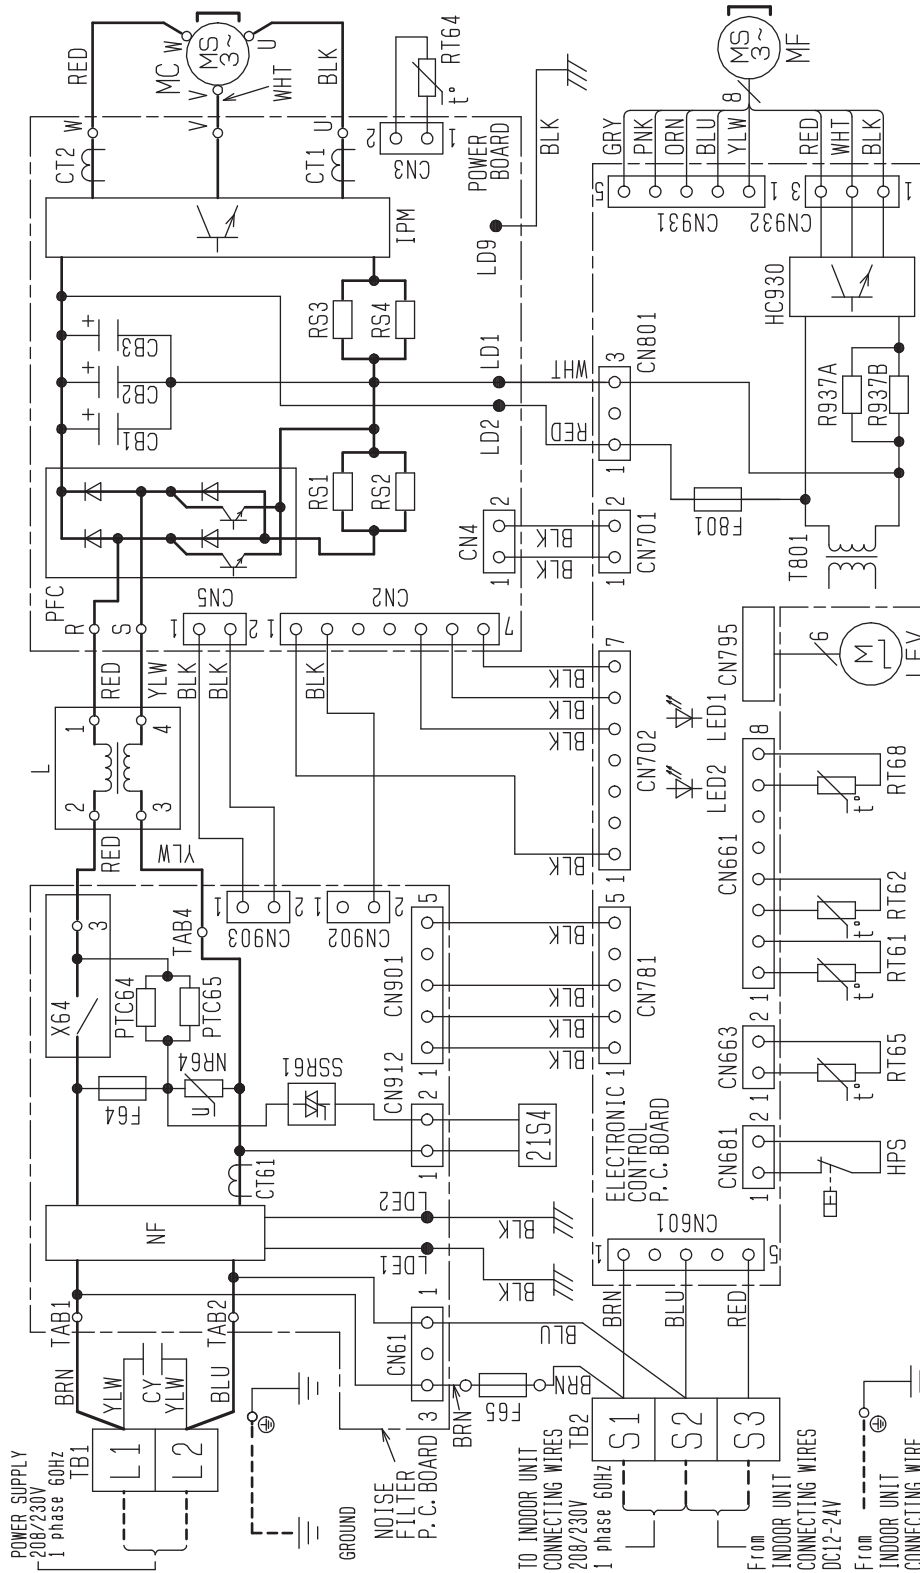 POWER SUPPLY
208/230V
1 phase 60Hz
TB1
L1
L2
BRN
YLW
CY
YLW
BLU
TAB1
TAB2
GROUND
NOISE
FILTER
P.C.BOARD
NF
CT61
F64
U
NR64
X64
3
PTC64
PTC65
SSR61
TAB4
RED
YLW
L
2
1
3
4
RED
YLW
R
S
PFC
CB1
+
CB2
+
CB3
+
IPM
CT2
CT1
W
V
U
RED
WHT
BLK
W
V
U
MC
MS
3~
CN3
2
1
RT64
t°
POWER
BOARD
RS1
RS2
RS3
RS4
LD9
BLK
LD1
LD2
CN5
1
2
BLK
BLK
CN2
1
7
BLK
CN4
1
2
CN903
1
2
CN902
1
2
CN901
1
5
CN912
1
2
21S4
LDE2
LDE1
BLK
BLK
CN61
1
3
BRN
F65
BRN
BLU
TO INDOOR UNIT
CONNECTING WIRES
208/230V
1 phase 60Hz
TB2
S1
S2
S3
From
INDOOR UNIT
CONNECTING WIRES
DC12-24V
From
INDOOR UNIT
CONNECTING WIRE
BRN
BLU
RED
CN601
1
5
ELECTRONIC
CONTROL
P.C.BOARD
CN781
1
5
BLK
BLK
BLK
BLK
CN702
1
7
BLK
BLK
BLK
BLK
CN701
1
2
BLK
BLK
CN801
1
3
RED
WHT
F801
T801
LED2
LED1
R937A
R937B
HC930
CN931
5
1
CN932
3
1
GRY
PNK
ORN
BLU
YLW
RED
WHT
BLK
8
MS
3~
MF
CN681
1
2
HPS
CN663
1
2
t°
RT65
CN661
1
8
t°
RT61
t°
RT62
t°
RT68
CN795
6
M
LEV